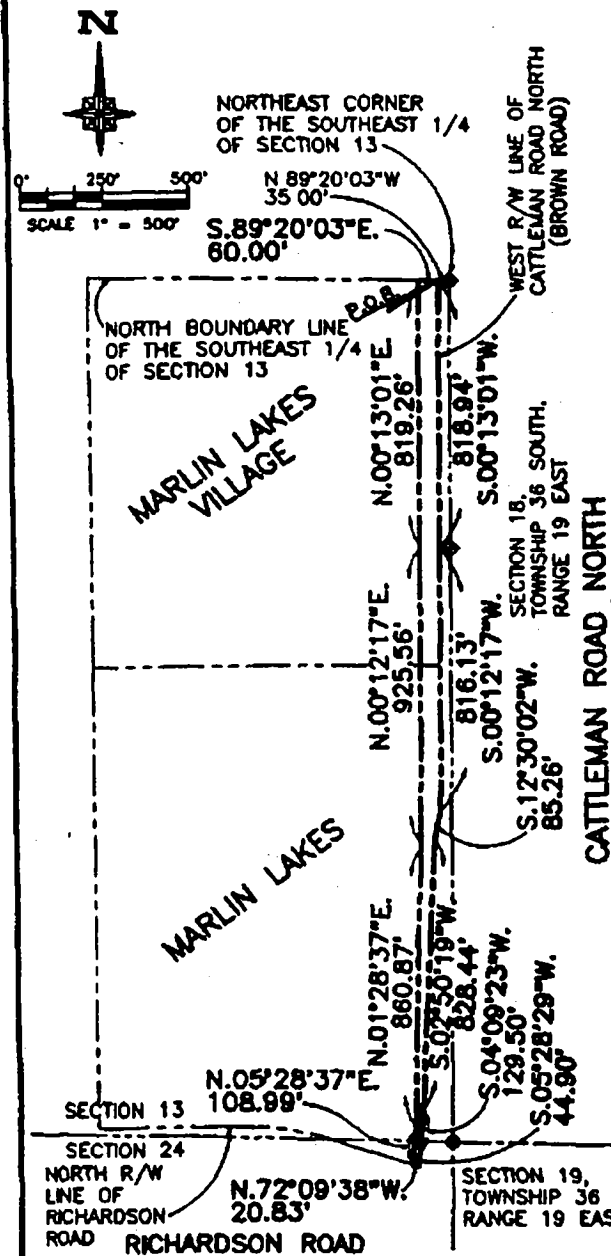 N
NORTHEAST CORNER
OF THE SOUTHEAST 1/4
OF SECTION 13
0' 250' 500'
SCALE 1" = 500'
N 89°20'03"W
35 00'
S.89°20'03"E.
60.00'
P.O.B.
WEST R/W LINE OF
CATTLEMAN ROAD NORTH
(BROWN ROAD)
NORTH BOUNDARY LINE
OF THE SOUTHEAST 1/4
OF SECTION 13
MARLIN LAKES
VILLAGE
N.00°13'01"E.
819.26'
818.94'
S.00°13'01"W.
SECTION 18,
TOWNSHIP 36 SOUTH,
RANGE 19 EAST
CATTLEMAN ROAD NORTH
N.00°12'17"E.
925.56'
816.13'
S.00°12'17"W.
S.12°30'02"W.
85.26'
MARLIN LAKES
N.01°28'37"E.
860.87'
S.02°50'19"W.
828.44'
S.04°09'23"W.
129.50'
S.05°28'29"W.
44.90'
N.05°28'37"E.
108.99'
SECTION 13
SECTION 24
NORTH R/W
LINE OF
RICHARDSON
ROAD
N.72°09'38"W.
20.83'
RICHARDSON ROAD
SECTION 19,
TOWNSHIP 36
RANGE 19 EAS